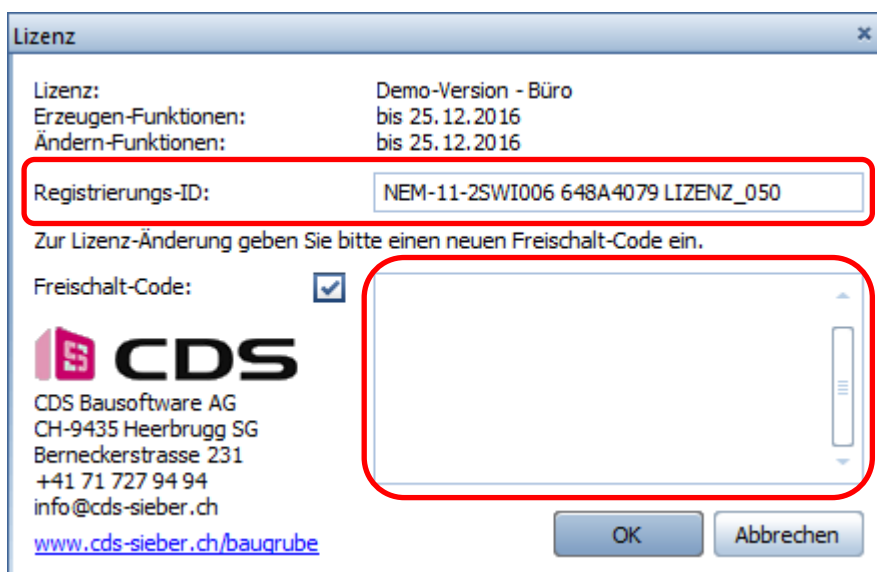 Lizenz
Lizenz: Demo-Version - Büro
Erzeugen-Funktionen: bis 25.12.2016
Ändern-Funktionen: bis 25.12.2016
Registrierungs-ID: NEM-11-2SWI006 648A4079 LIZENZ_050
Zur Lizenz-Änderung geben Sie bitte einen neuen Freischalt-Code ein.
Freischalt-Code:
CDS
CDS Bausoftware AG
CH-9435 Heerbrugg SG
Berneckerstrasse 231
+41 71 727 94 94
info@cds-sieber.ch
www.cds-sieber.ch/baugrube
OK Abbrechen